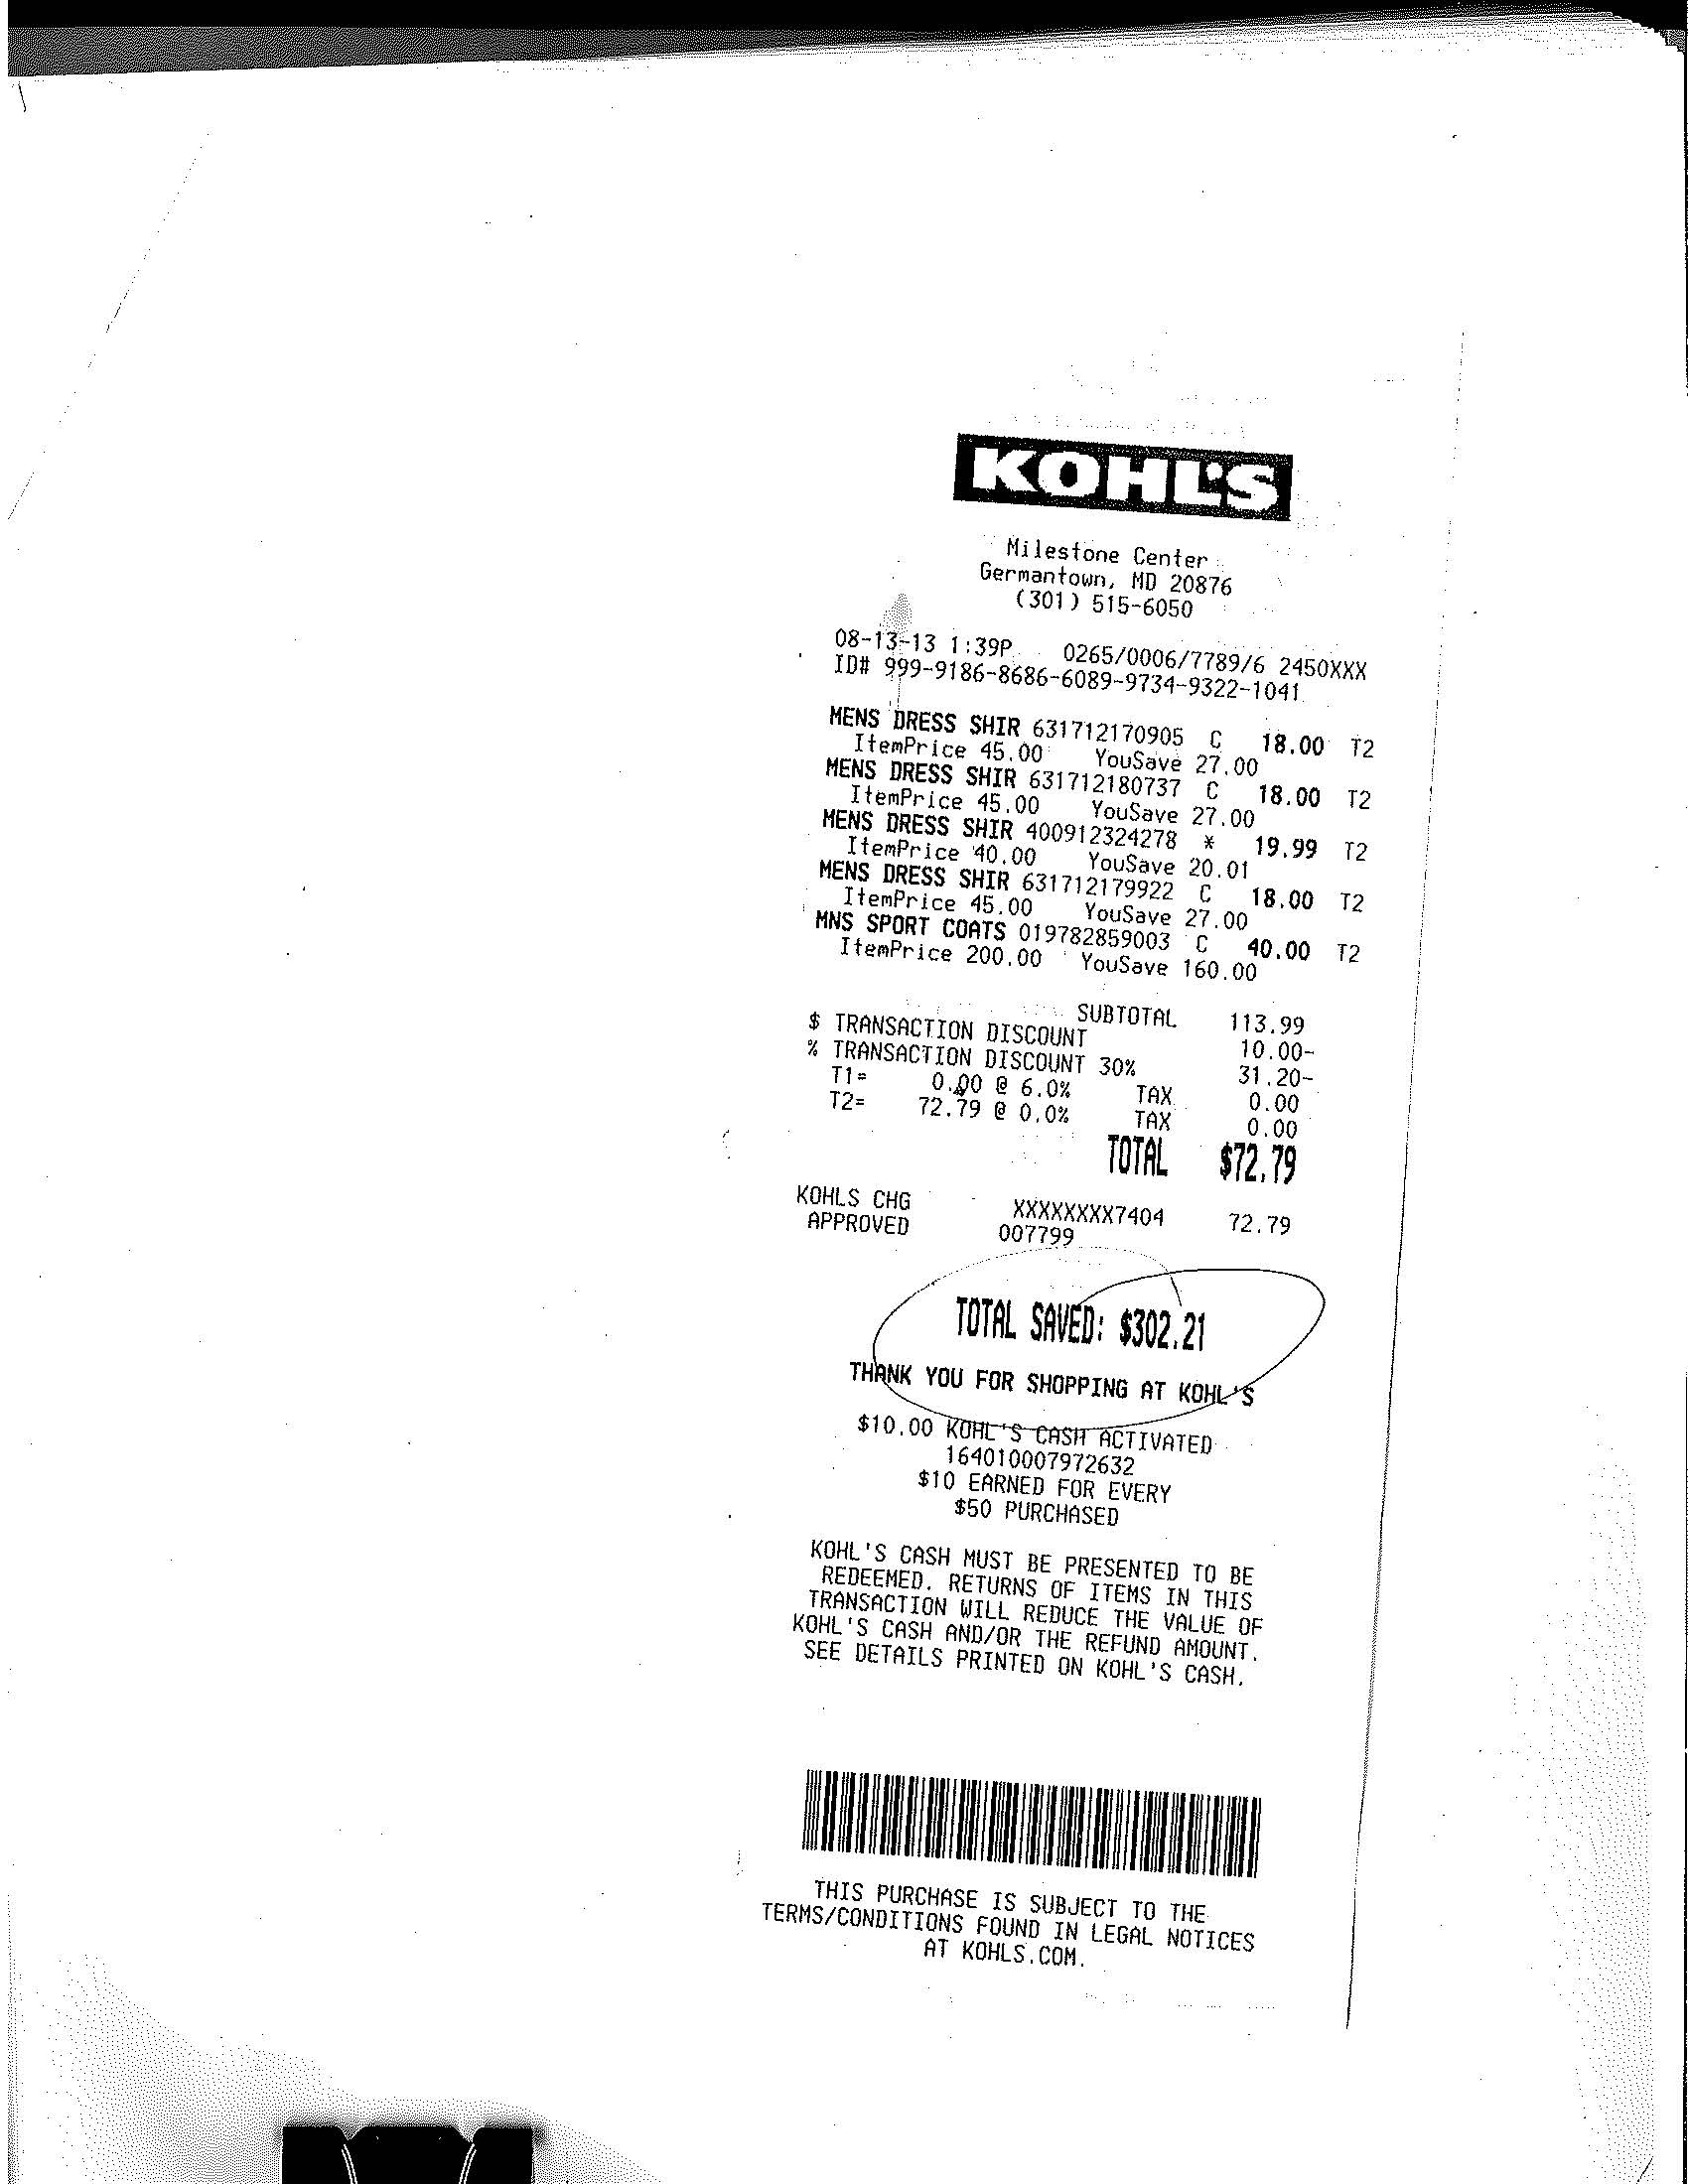 KOHL'S
Milestone Center
Germantown, MD 20876
(301) 515-6050
08-13-13 1:39P 0265/0006/7789/6 2450XXX
ID# 999-9186-8686-6089-9734-9322-1041
MENS DRESS SHIR 631712170905 C 18.00 T2
ItemPrice 45.00 YouSave 27.00
MENS DRESS SHIR 631712180737 C 18.00 T2
ItemPrice 45.00 YouSave 27.00
MENS DRESS SHIR 400912324278 * 19.99 T2
ItemPrice 40.00 YouSave 20.01
MENS DRESS SHIR 631712179922 C 18.00 T2
ItemPrice 45.00 YouSave 27.00
MNS SPORT COATS 019782859003 C 40.00 T2
ItemPrice 200.00 YouSave 160.00
SUBTOTAL 113.99
$ TRANSACTION DISCOUNT 10.00-
% TRANSACTION DISCOUNT 30% 31.20-
T1= 0.00 @ 6.0% TAX 0.00
T2= 72.79 @ 0.0% TAX 0.00
TOTAL $72.79
KOHLS CHG XXXXXXXX7404 72.79
APPROVED 007799
TOTAL SAVED: $302.21
THANK YOU FOR SHOPPING AT KOHL'S
$10.00 KOHL'S CASH ACTIVATED
164010007972632
$10 EARNED FOR EVERY
$50 PURCHASED
KOHL'S CASH MUST BE PRESENTED TO BE
REDEEMED. RETURNS OF ITEMS IN THIS
TRANSACTION WILL REDUCE THE VALUE OF
KOHL'S CASH AND/OR THE REFUND AMOUNT.
SEE DETAILS PRINTED ON KOHL'S CASH.
THIS PURCHASE IS SUBJECT TO THE
TERMS/CONDITIONS FOUND IN LEGAL NOTICES
AT KOHLS.COM.